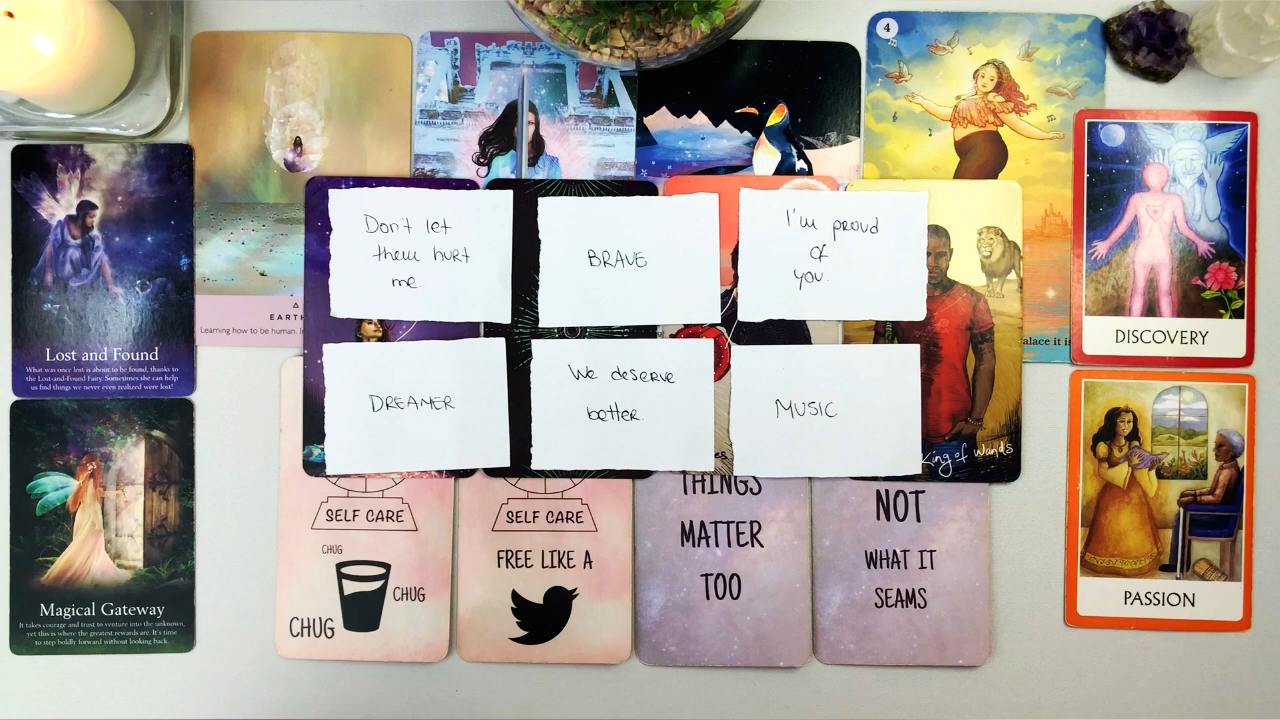 4
EARTH
Learning how to be human.
Don't let
them hurt
me.
BRAVE
I'm proud
of
you.
DREAMER
We deserve
better.
MUSIC
King of Wands
alace it is
Lost and Found
What was once lost is about to be found, thanks to
the Lost-and-Found Fairy. Sometimes she can help
us find things we never even realized were lost!
Magical Gateway
It takes courage and trust to venture into the unknown,
yet this is where the greatest rewards are. It's time
to step boldly forward without looking back.
SELF CARE
CHUG
CHUG
CHUG
SELF CARE
FREE LIKE A
THINGS
MATTER
TOO
NOT
WHAT IT
SEAMS
DISCOVERY
PASSION